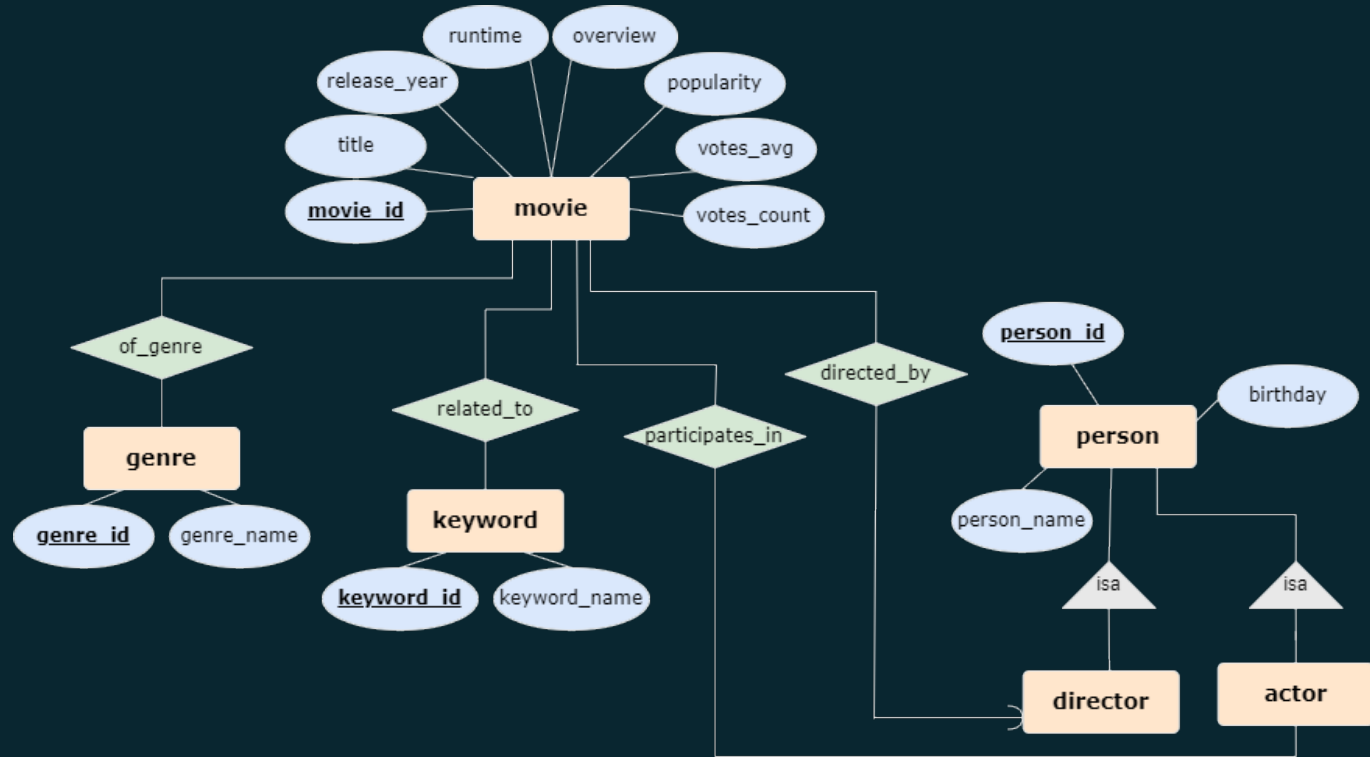 runtime
overview
release_year
popularity
title
votes_avg
movie_id
movie
votes_count
of_genre
directed_by
person_id
birthday
related_to
participates_in
person
genre
keyword
person_name
genre_id
genre_name
keyword_id
keyword_name
isa
isa
director
actor